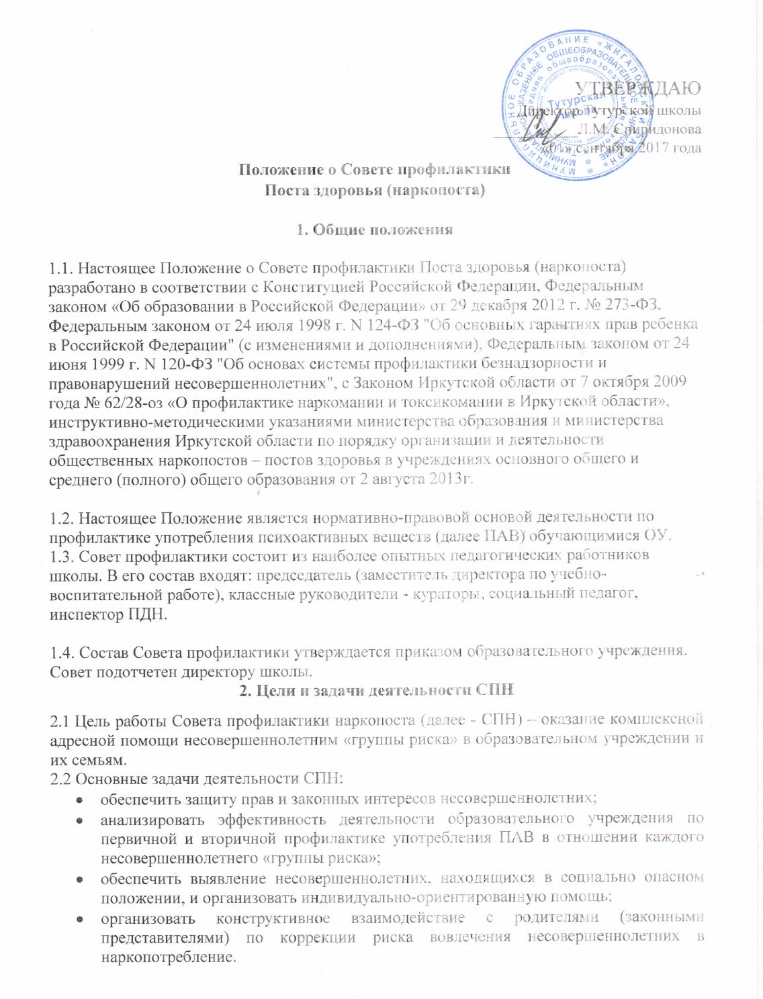 МУНИЦИПАЛЬНОЕ ОБРАЗОВАНИЕ «ЖИГАЛОВСКИЙ РАЙОН»
МУНИЦИПАЛЬНОЕ КАЗЕННОЕ ОБЩЕОБРАЗОВАТЕЛЬНОЕ УЧРЕЖДЕНИЕ
средняя общеобразовательная школа
Тутурская
школа
УТВЕРЖДАЮ
Директор Тутурской школы
Л.М. Спиридонова
«01» сентября 2017 года
Положение о Совете профилактики
Поста здоровья (наркопоста)
1. Общие положения
1.1. Настоящее Положение о Совете профилактики Поста здоровья (наркопоста)
разработано в соответствии с Конституцией Российской Федерации, Федеральным
законом «Об образовании в Российской Федерации» от 29 декабря 2012 г. № 273-ФЗ,
Федеральным законом от 24 июля 1998 г. N 124-ФЗ "Об основных гарантиях прав ребенка
в Российской Федерации" (с изменениями и дополнениями), Федеральным законом от 24
июня 1999 г. N 120-ФЗ "Об основах системы профилактики безнадзорности и
правонарушений несовершеннолетних", с Законом Иркутской области от 7 октября 2009
года № 62/28-оз «О профилактике наркомании и токсикомании в Иркутской области»,
инструктивно-методическими указаниями министерства образования и министерства
здравоохранения Иркутской области по порядку организации и деятельности
общественных наркопостов – постов здоровья в учреждениях основного общего и
среднего (полного) общего образования от 2 августа 2013г.
1.2. Настоящее Положение является нормативно-правовой основой деятельности по
профилактике употребления психоактивных веществ (далее ПАВ) обучающимися ОУ.
1.3. Совет профилактики состоит из наиболее опытных педагогических работников
школы. В его состав входят: председатель (заместитель директора по учебно-
воспитательной работе), классные руководители - кураторы, социальный педагог,
инспектор ПДН.
1.4. Состав Совета профилактики утверждается приказом образовательного учреждения.
Совет подотчетен директору школы.
2. Цели и задачи деятельности СПН
2.1 Цель работы Совета профилактики наркопоста (далее - СПН) – оказание комплексной
адресной помощи несовершеннолетним «группы риска» в образовательном учреждении и
их семьям.
2.2 Основные задачи деятельности СПН:
• обеспечить защиту прав и законных интересов несовершеннолетних;
• анализировать эффективность деятельности образовательного учреждения по
первичной и вторичной профилактике употребления ПАВ в отношении каждого
несовершеннолетнего «группы риска»;
• обеспечить выявление несовершеннолетних, находящихся в социально опасном
положении, и организовать индивидуально-ориентированную помощь;
• организовать конструктивное взаимодействие с родителями (законными
представителями) по коррекции риска вовлечения несовершеннолетних в
наркопотребление.